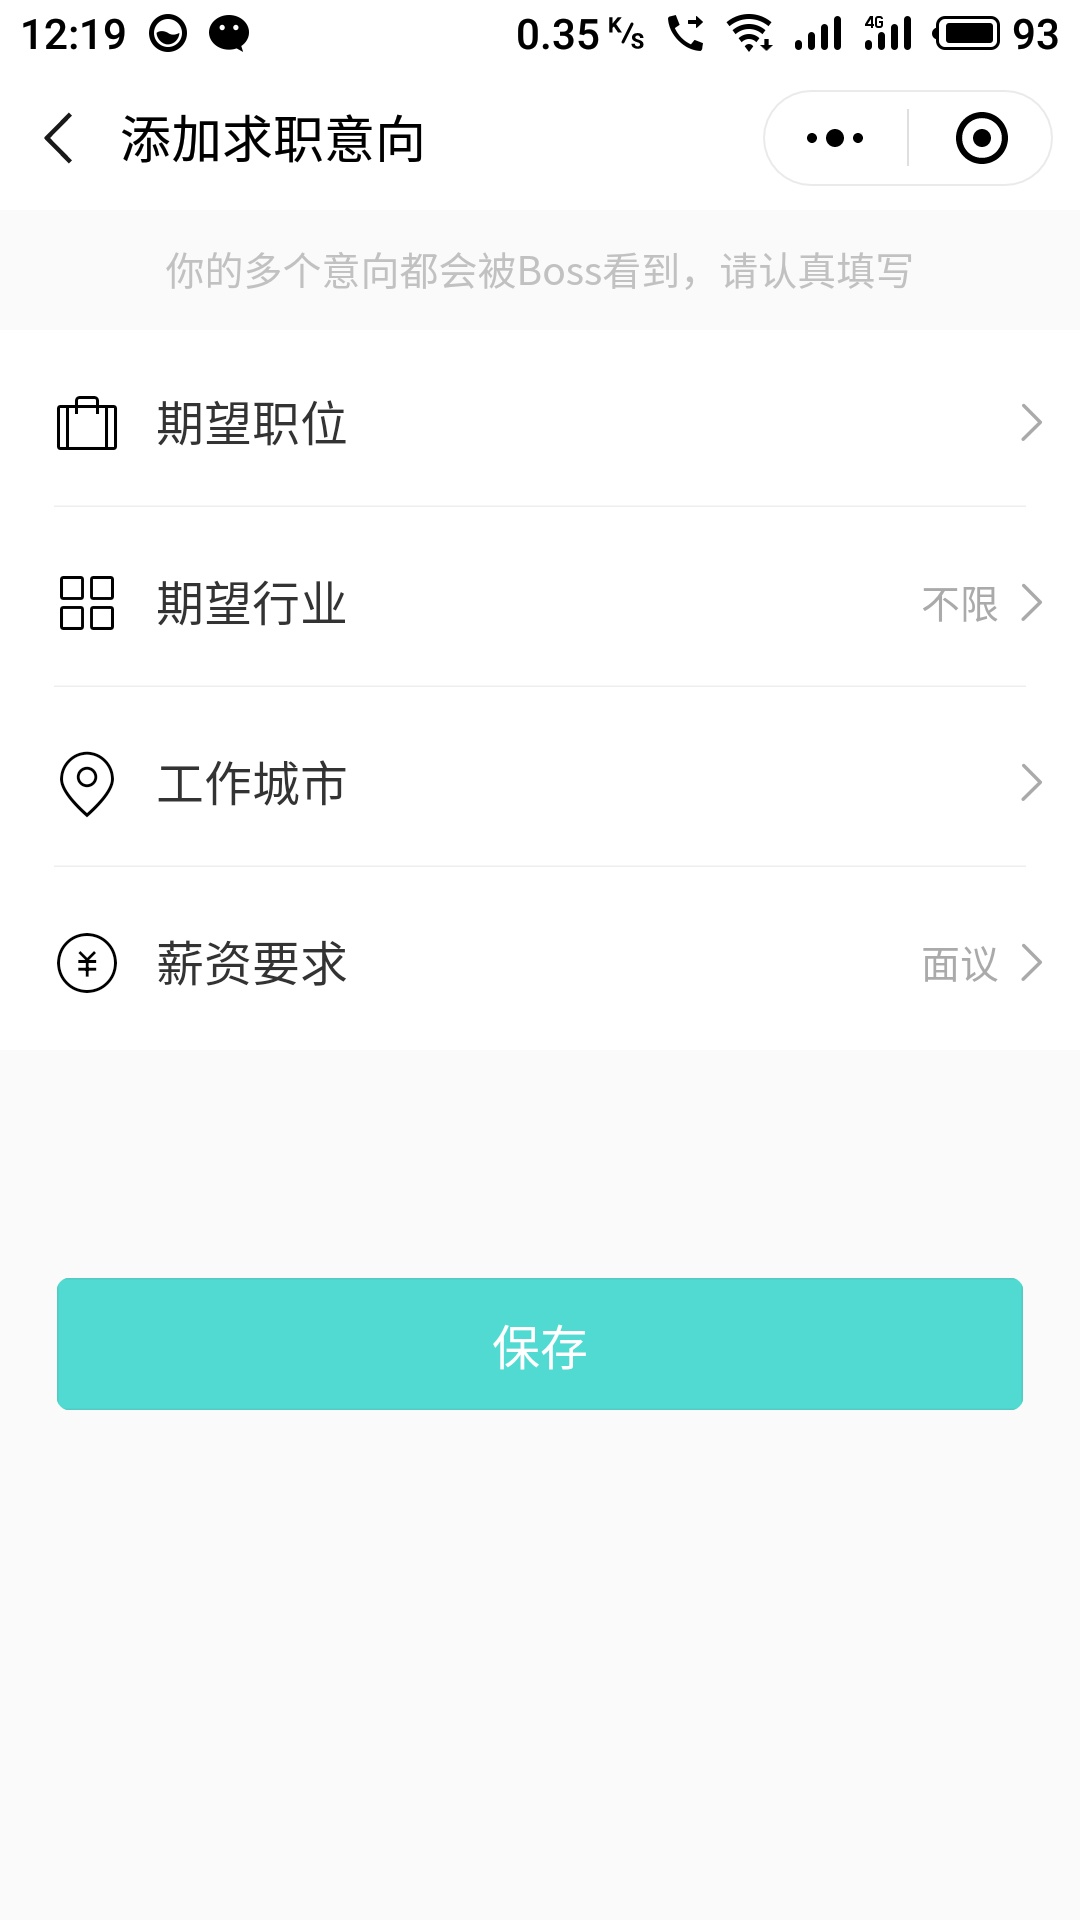 12:19 0.35 K/s 4G 93
添加求职意向
你的多个意向都会被Boss看到，请认真填写
期望职位
期望行业 不限
工作城市
¥ 薪资要求 面议
保存